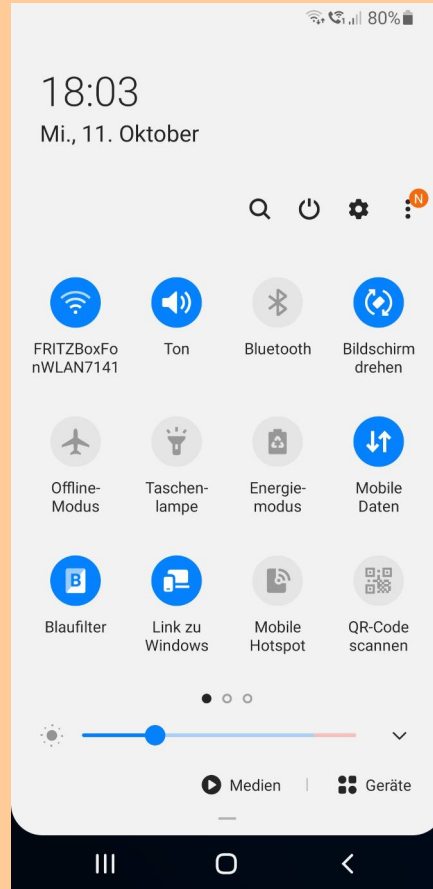 80%
18:03
Mi., 11. Oktober
N
FRITZBoxFo
nWLAN7141
Ton
Bluetooth
Bildschirm
drehen
Offline-
Modus
Taschen-
lampe
Energie-
modus
Mobile
Daten
B
Blaufilter
Link zu
Windows
Mobile
Hotspot
QR-Code
scannen
Medien
Geräte